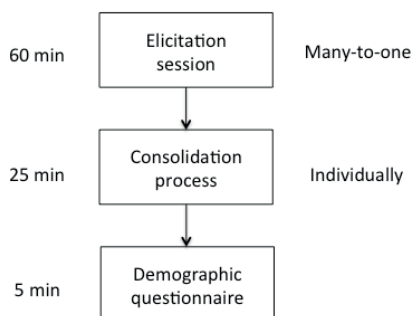 60 min
Elicitation
session
Many-to-one
25 min
Consolidation
process
Individually
5 min
Demographic
questionnaire